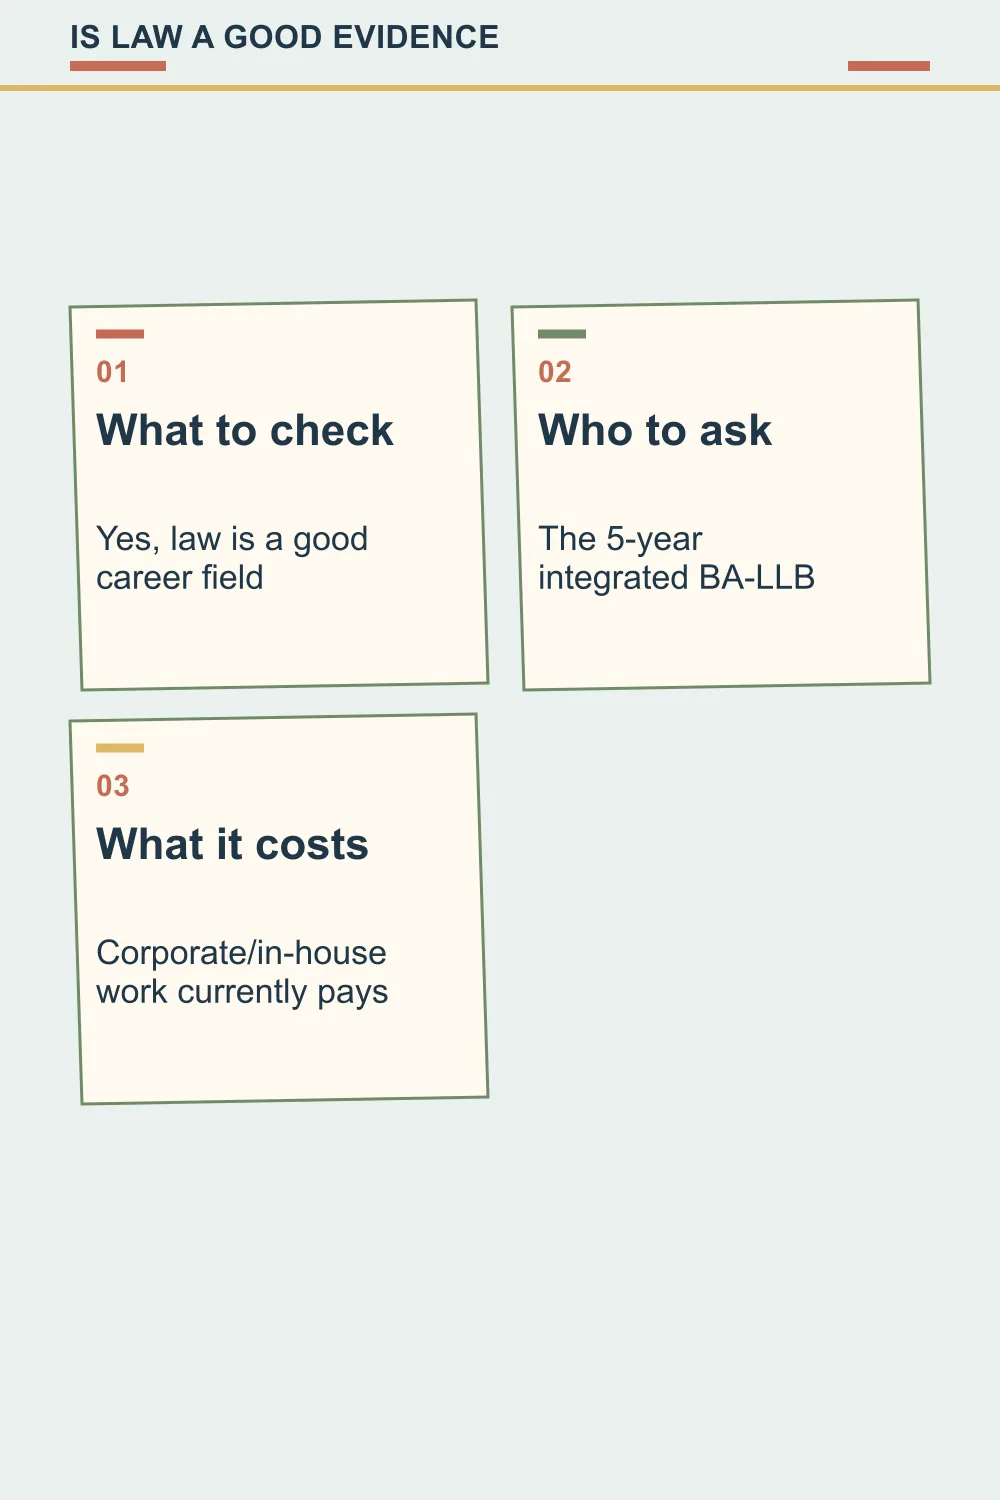 IS LAW A GOOD EVIDENCE
01
What to check
Yes, law is a good
career field
02
Who to ask
The 5-year
integrated BA-LLB
03
What it costs
Corporate/in-house
work currently pays